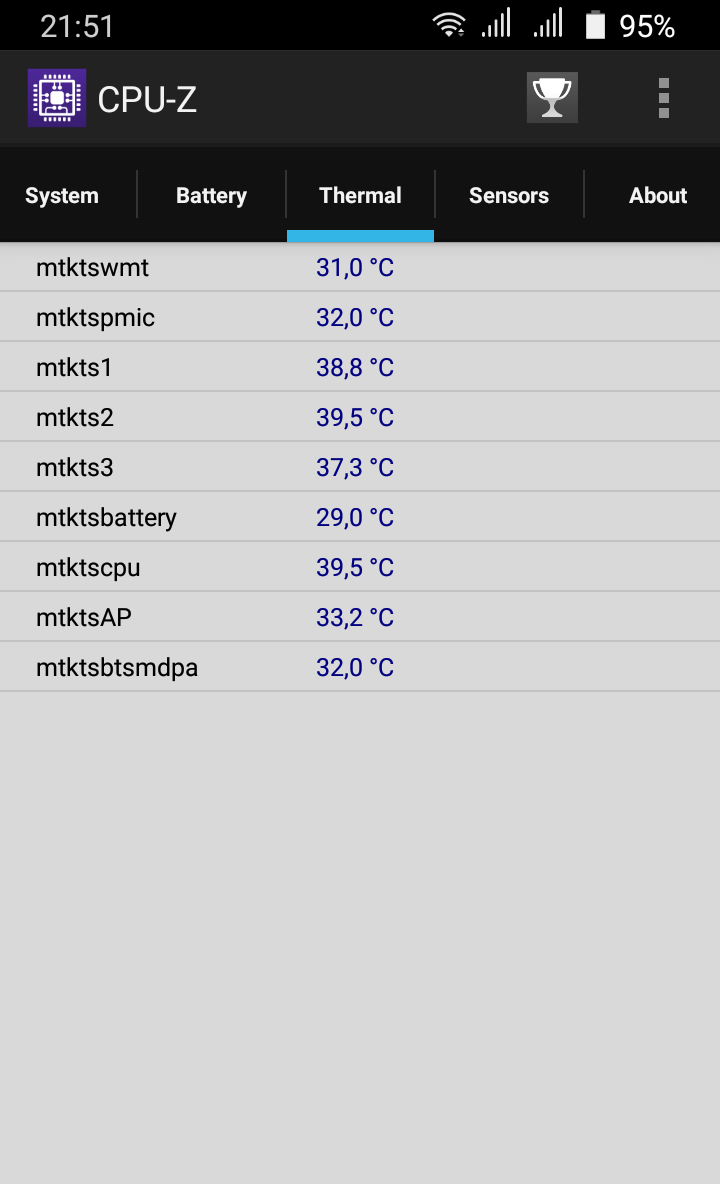 21:51 95%
CPU-Z
System Battery Thermal Sensors About
mtktswmt 31,0 °C
mtktspmic 32,0 °C
mtkts1 38,8 °C
mtkts2 39,5 °C
mtkts3 37,3 °C
mtktsbattery 29,0 °C
mtktscpu 39,5 °C
mtktsAP 33,2 °C
mtktsbtsmdpa 32,0 °C